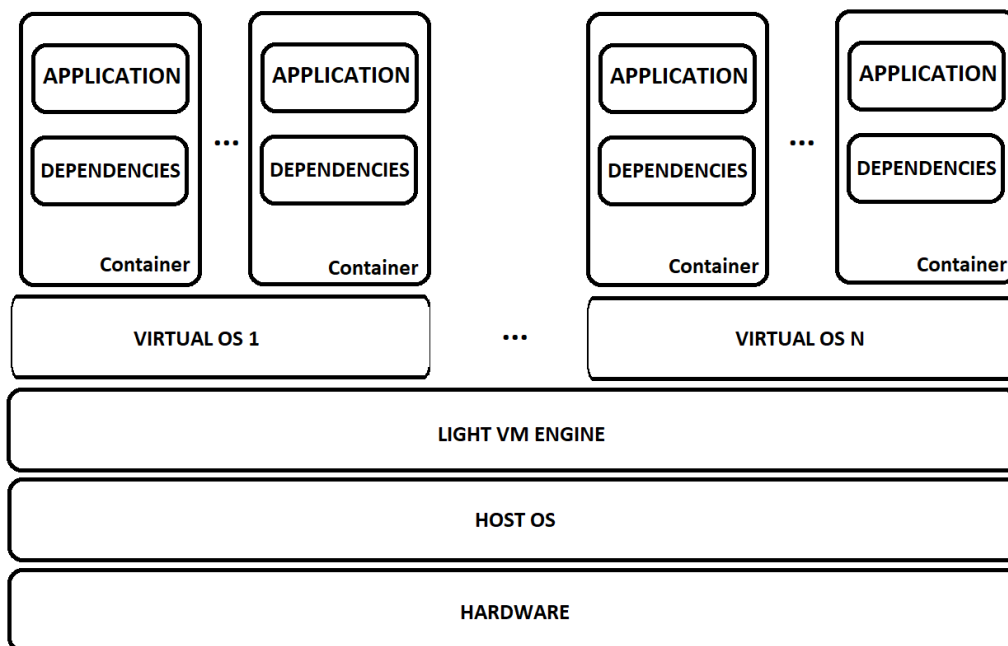 APPLICATION
DEPENDENCIES
Container
...
APPLICATION
DEPENDENCIES
Container
APPLICATION
DEPENDENCIES
Container
...
APPLICATION
DEPENDENCIES
Container
VIRTUAL OS 1
...
VIRTUAL OS N
LIGHT VM ENGINE
HOST OS
HARDWARE